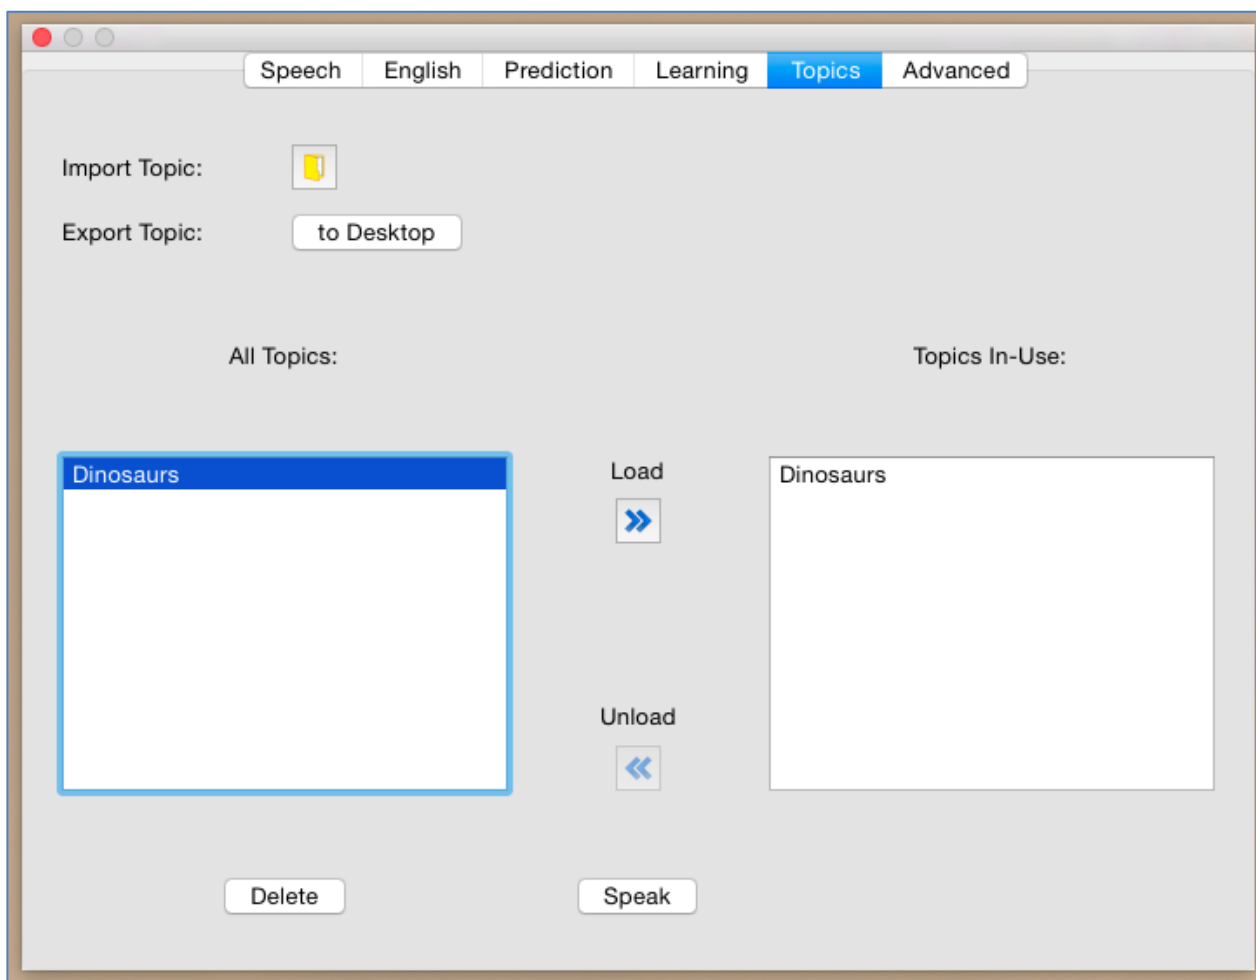 Speech English Prediction Learning Topics Advanced
Import Topic:
Export Topic: to Desktop
All Topics: Topics In-Use:
Dinosaurs Load Dinosaurs
Unload
Delete Speak